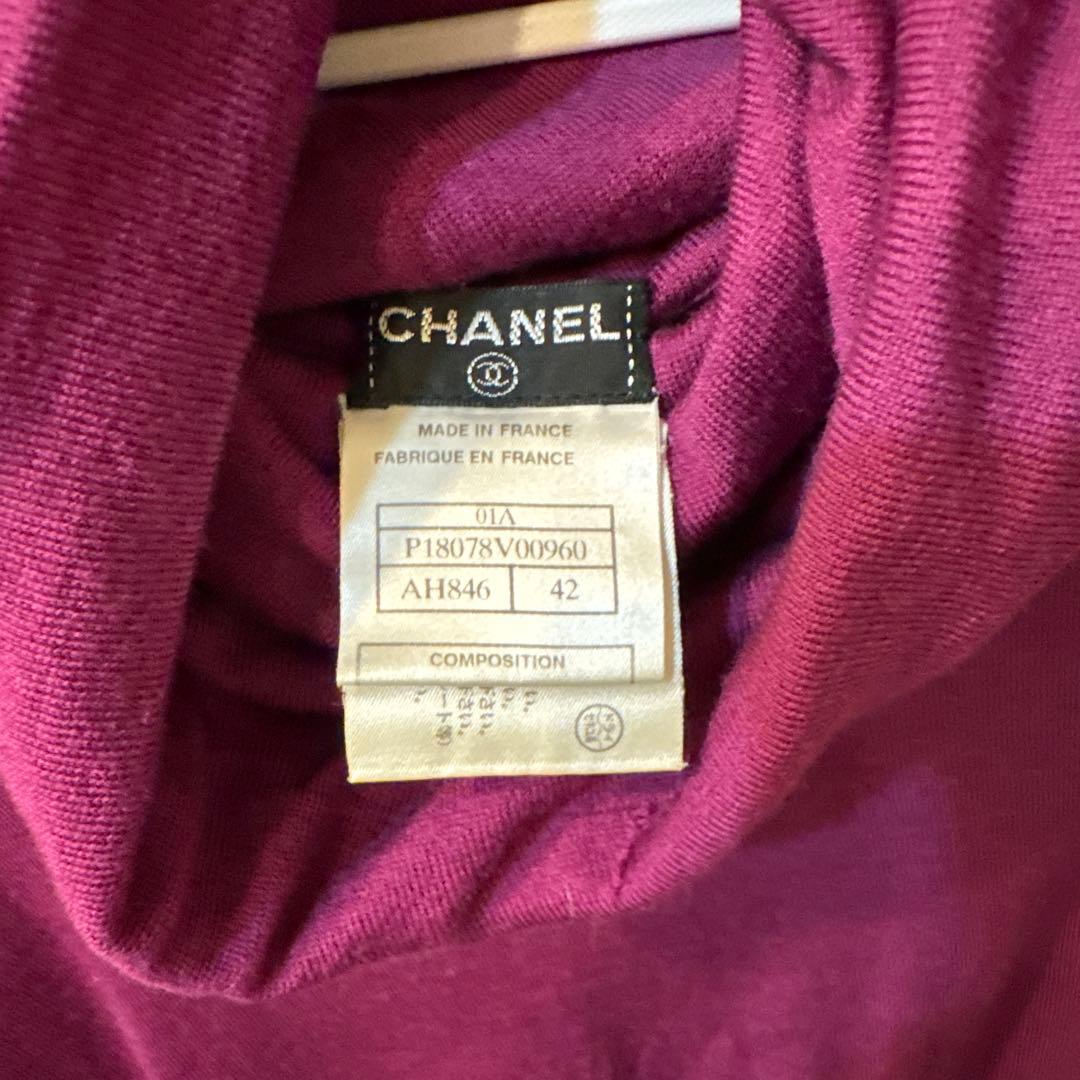 CHANEL
MADE IN FRANCE
FABRIQUE EN FRANCE
01A
P18078V00960
AH846 42
COMPOSITION